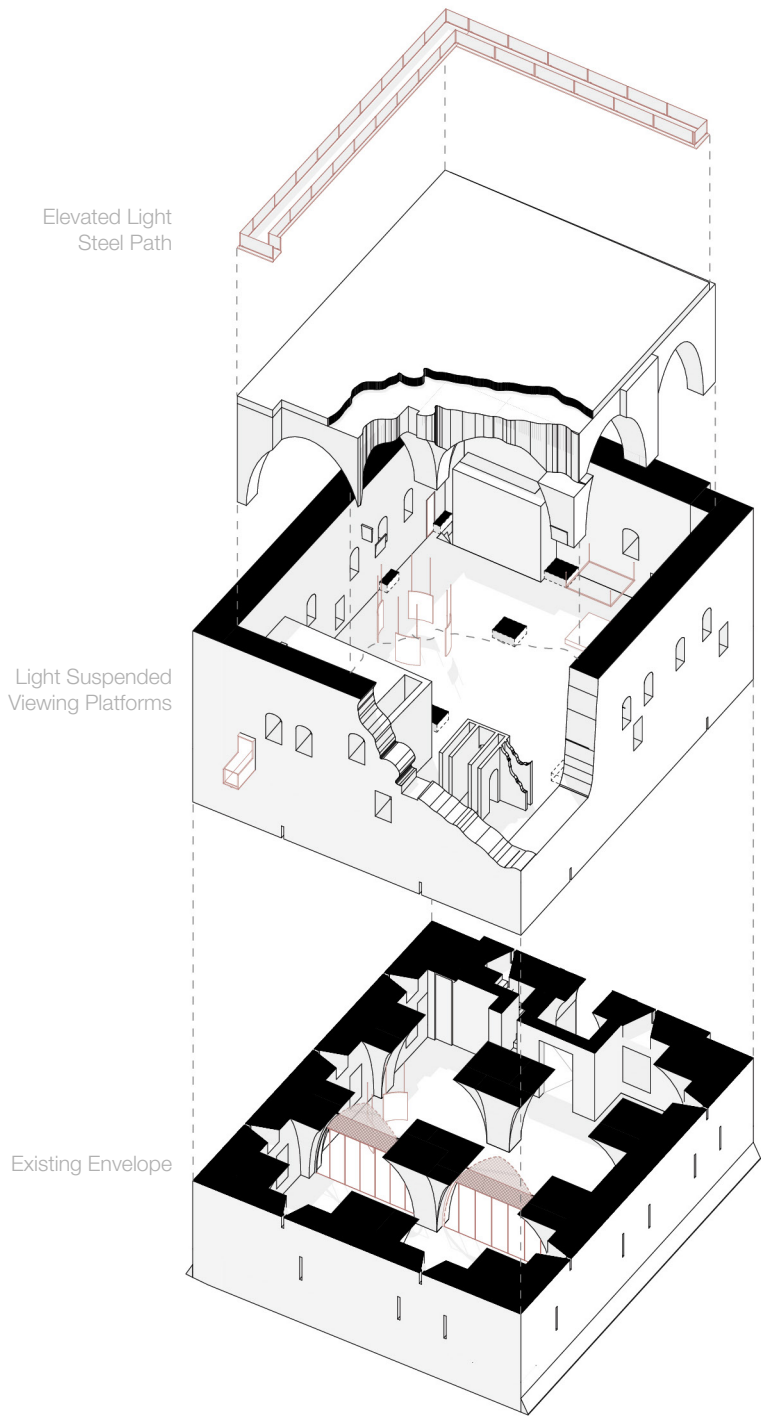 Elevated Light
Steel Path
Light Suspended
Viewing Platforms
Existing Envelope